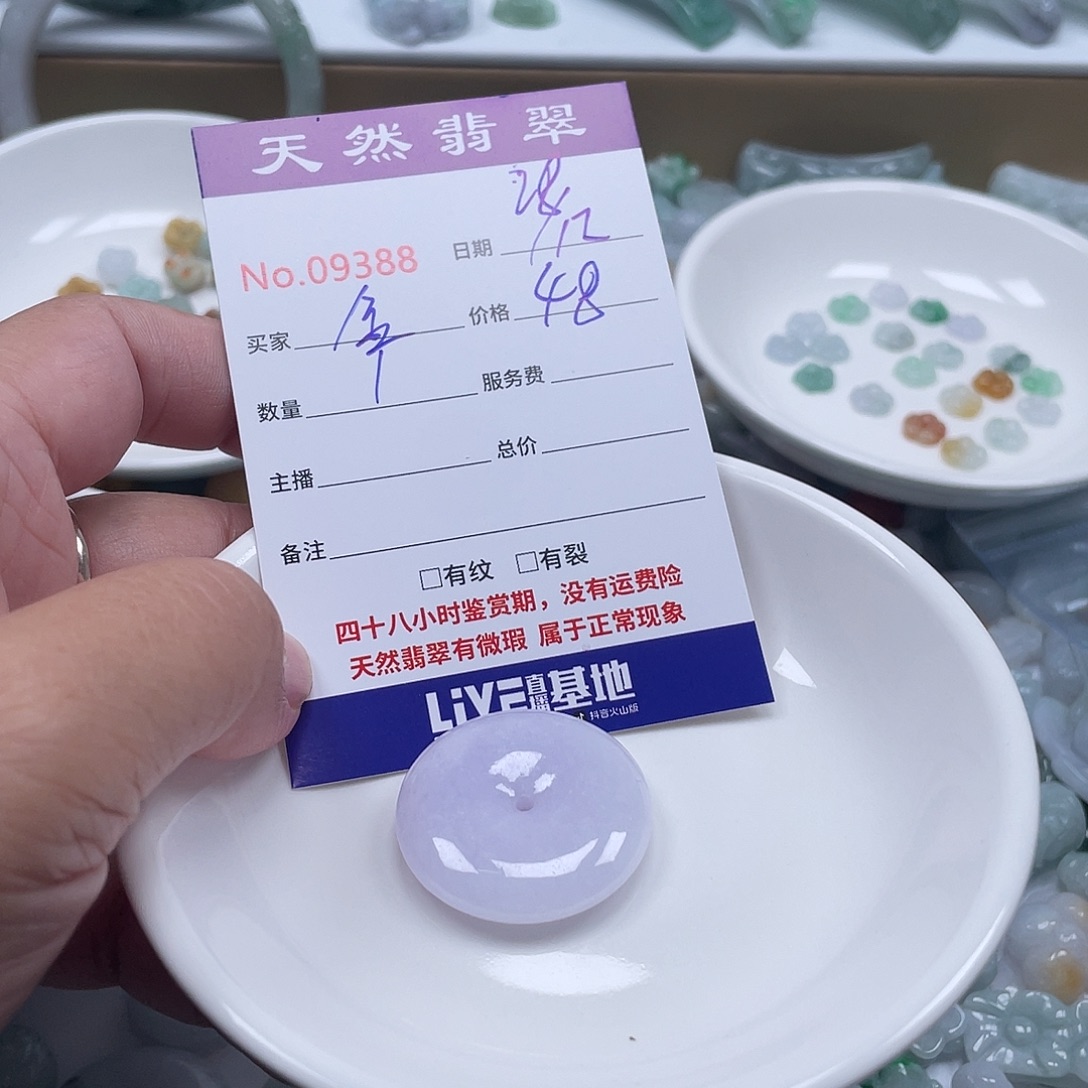 天然翡翠
No.09388 日期
买家 价格 48
数量 服务费
主播 总价
备注
□有纹 □有裂
四十八小时鉴赏期，没有运费险
天然翡翠有微瑕 属于正常现象
LiVE直播基地 抖音火山版